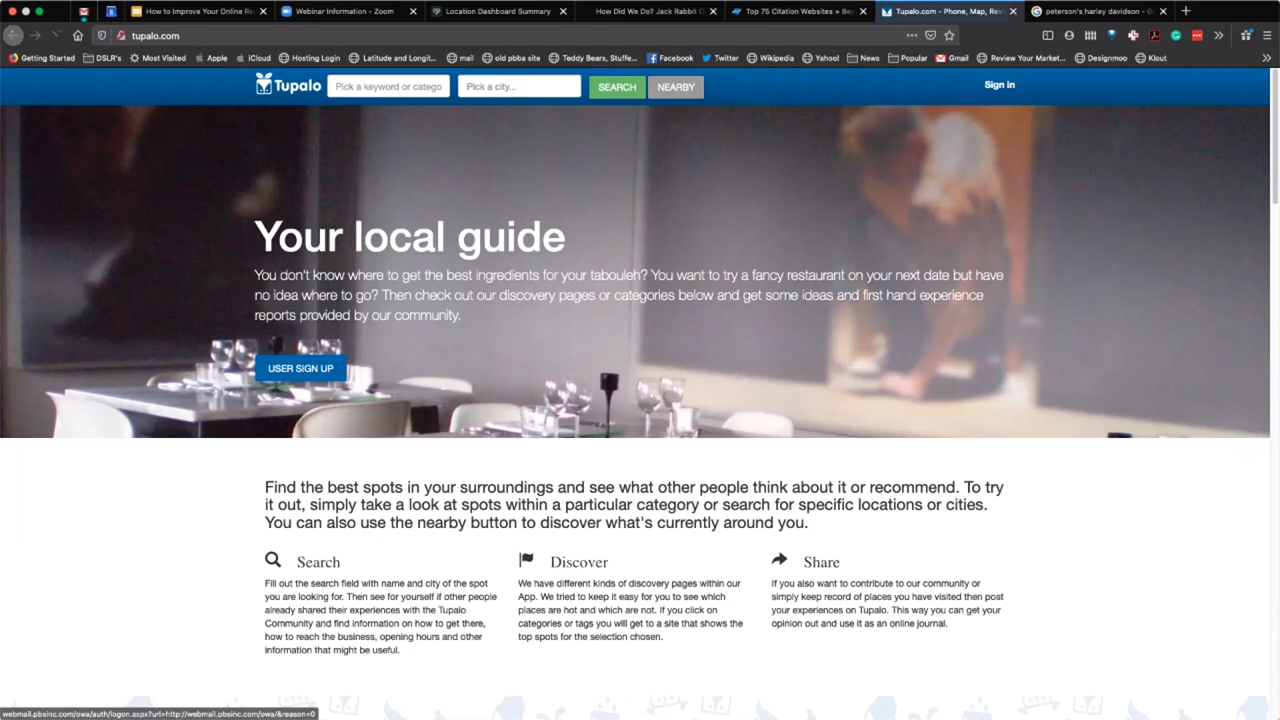 How to Improve Your Online Re
Webinar Information - Zoom
Location Dashboard Summary
How Did We Do? Jack Rabbit O
Top 75 Citation Websites » Be
Tupalo.com - Phone, Map, Revi
peterson's harley davidson - G
tupalo.com
Getting Started
DSLR's
Most Visited
Apple
iCloud
Hosting Login
Latitude and Longit...
mail
old pbba site
Teddy Bears, Stuffe...
Facebook
Twitter
Wikipedia
Yahoo!
News
Popular
Gmail
Review Your Market...
Designmoo
Klout
Tupalo
Pick a keyword or catego
Pick a city...
SEARCH
NEARBY
Sign in
Your local guide
You don't know where to get the best ingredients for your tabouleh? You want to try a fancy restaurant on your next date but have
no idea where to go? Then check out our discovery pages or categories below and get some ideas and first hand experience
reports provided by our community.
USER SIGN UP
Find the best spots in your surroundings and see what other people think about it or recommend. To try
it out, simply take a look at spots within a particular category or search for specific locations or cities.
You can also use the nearby button to discover what's currently around you.
Search
Fill out the search field with name and city of the spot
you are looking for. Then see for yourself if other people
already shared their experiences with the Tupalo
Community and find information on how to get there,
how to reach the business, opening hours and other
information that might be useful.
Discover
We have different kinds of discovery pages within our
App. We tried to keep it easy for you to see which
places are hot and which are not. If you click on
categories or tags you will get to a site that shows the
top spots for the selection chosen.
Share
If you also want to contribute to our community or
simply keep record of places you have visited then post
your experiences on Tupalo. This way you can get your
opinion out and use it as an online journal.
webmail.pbsinc.com/owa/auth/logon.aspx?url=http://webmail.pbsinc.com/owa/&reason=0